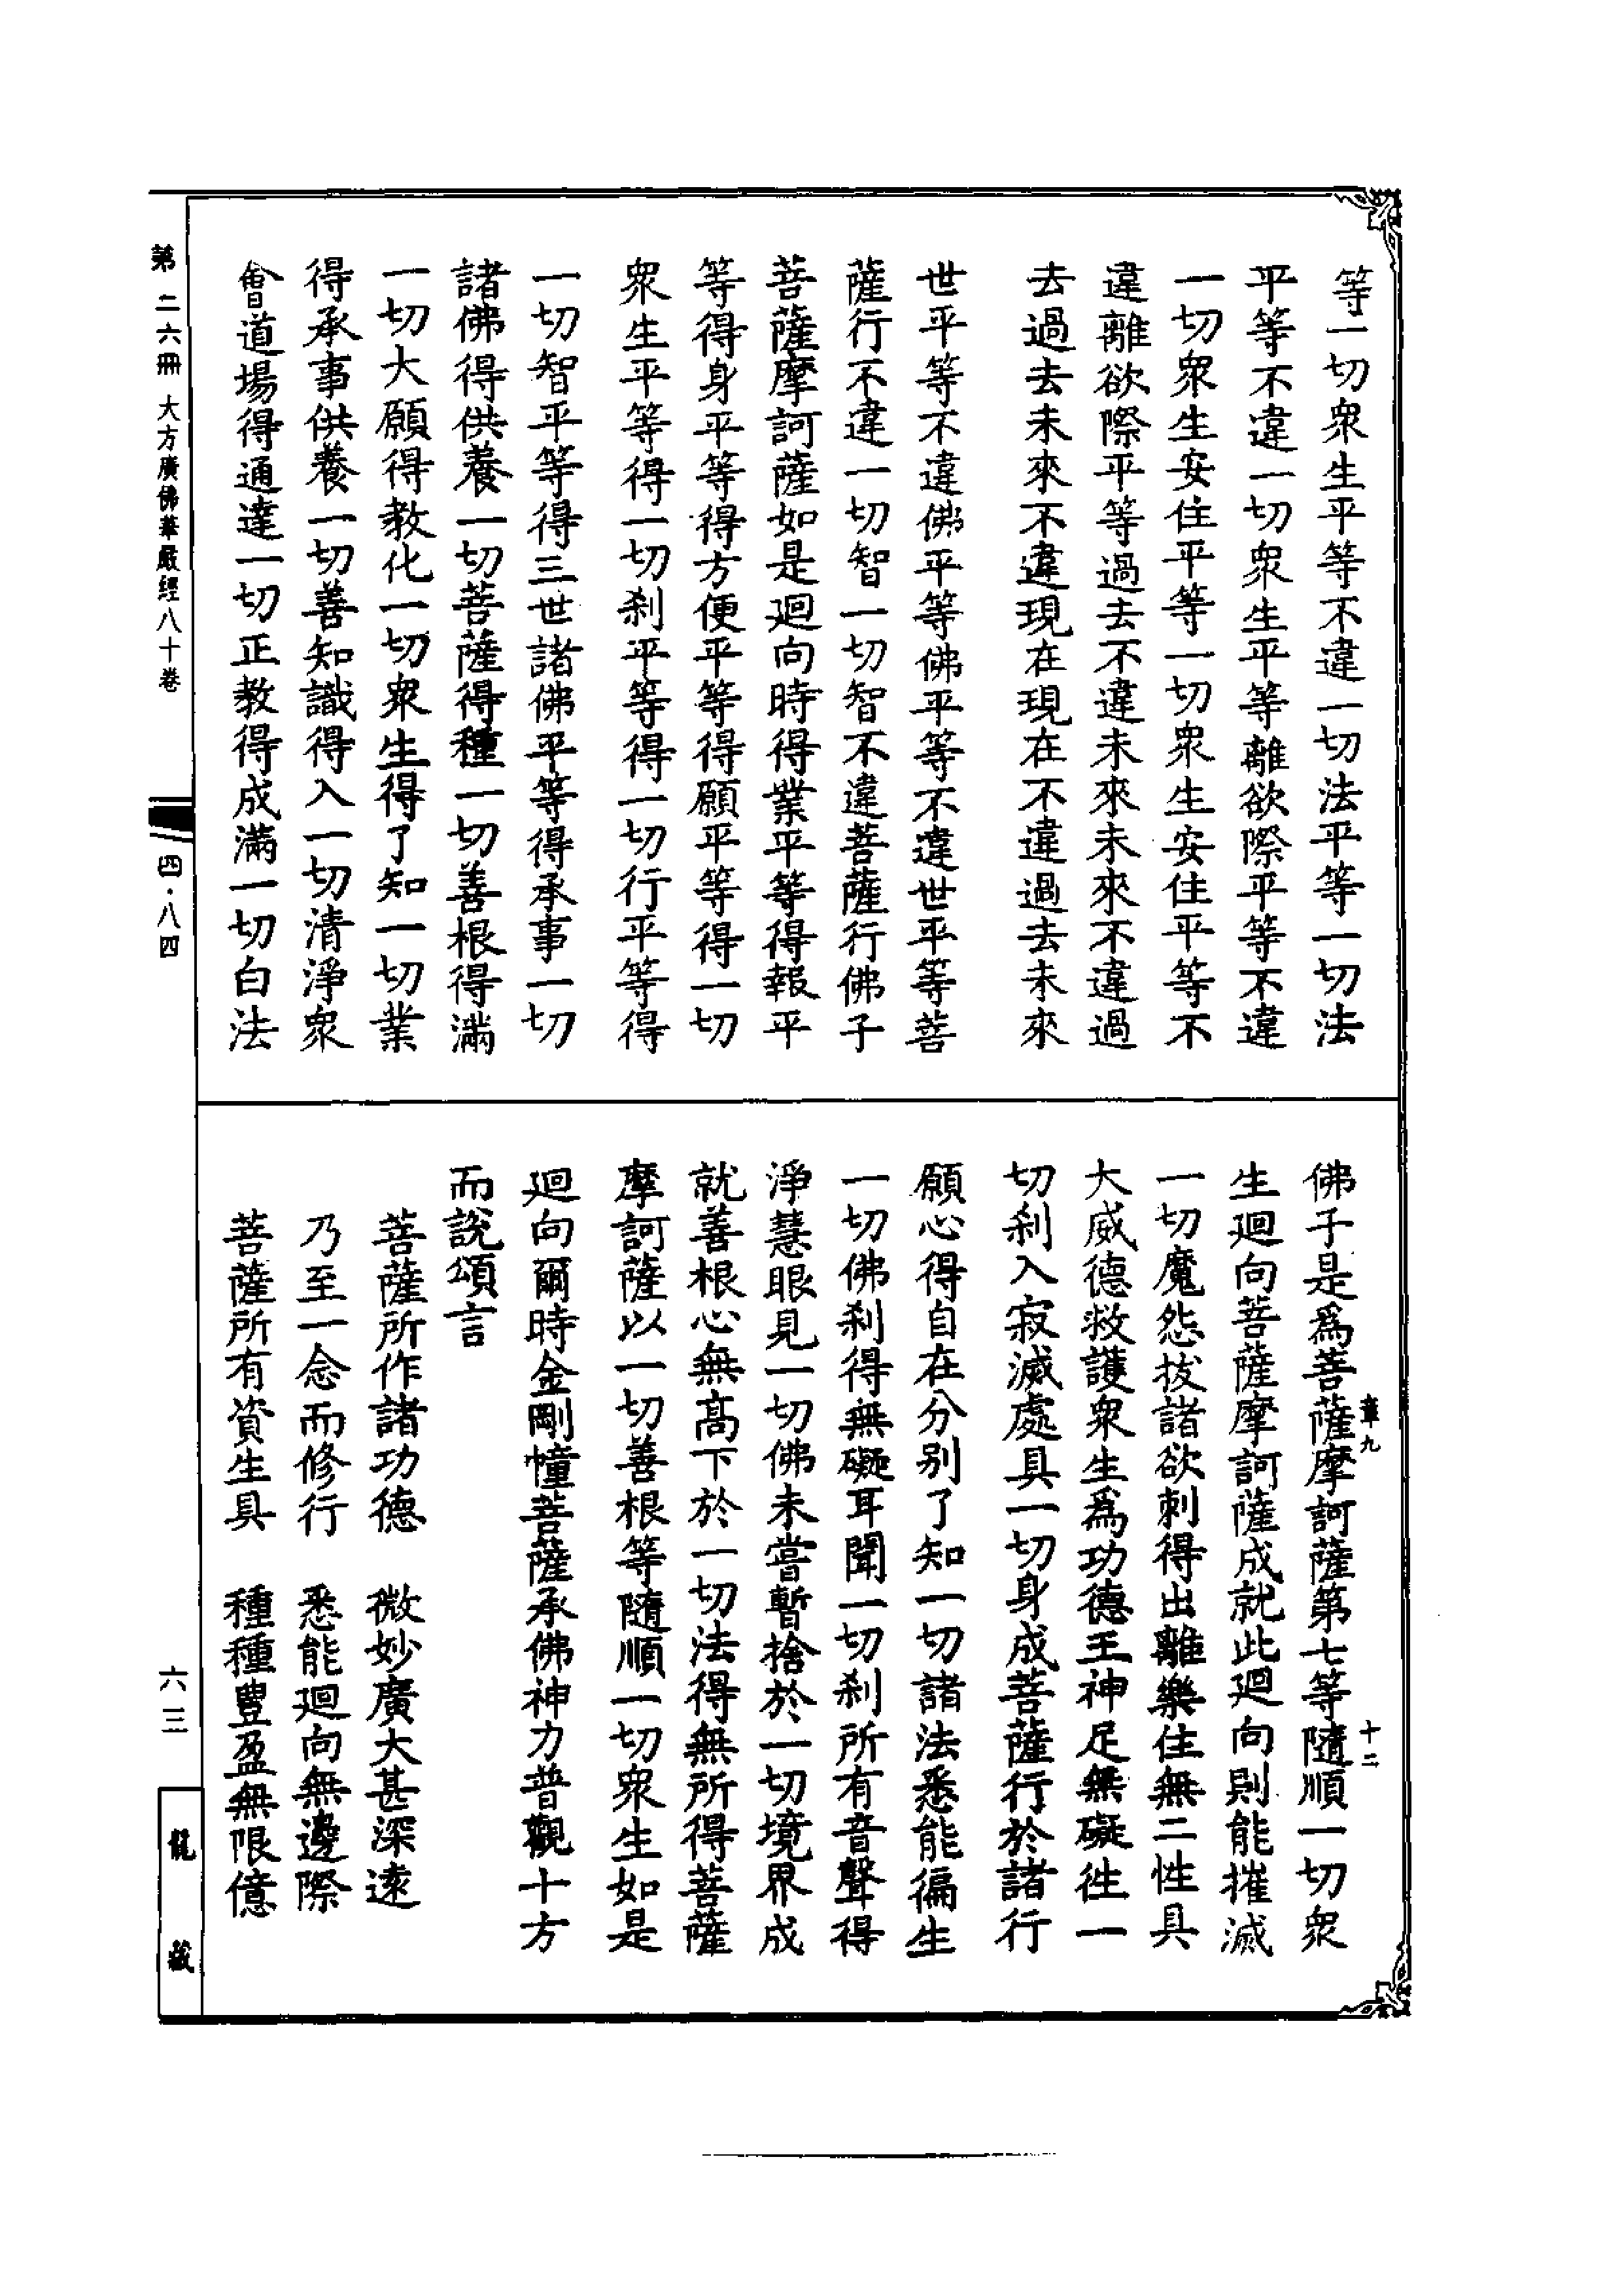 等一切衆生平等不違一切法平等一切法
平等不違一切衆生平等離欲際平等不違
一切衆生安住平等一切衆生安住平等不
違離欲際平等過去不違未來未來不違過
去過去未來不違現在現在不違過去未來
世平等不違佛平等佛平等不違世平等菩
薩行不違一切智一切智不違菩薩行佛子
菩薩摩訶薩如是迴向時得業平等得報平
等得身平等得方便平等得願平等得一切
衆生平等得一切刹平等得一切行平等得
一切智平等得三世諸佛平等得承事一切
諸佛得供養一切菩薩得種一切善根得滿
一切大願得教化一切衆生得了知一切業
得承事供養一切善知識得入一切清淨衆
會道場得通達一切正教得成滿一切白法
佛子是爲菩薩摩訶薩第七等隨順一切衆
生迴向菩薩摩訶薩成就此迴向則能摧滅
一切魔怨拔諸欲刺得出離樂住無二性具
大威德救護衆生爲功德王神足無礙徃一
切刹入寂滅處具一切身成菩薩行於諸行
願心得自在分别了知一切諸法悉能徧生
一切佛刹得無礙耳聞一切刹所有音聲得
淨慧眼見一切佛未嘗暫捨於一切境界成
就善根心無高下於一切法得無所得菩薩
摩訶薩以一切善根等隨順一切衆生如是
迴向爾時金剛幢菩薩承佛神力普觀十方
而說頌言
菩薩所作諸功德　微妙廣大甚深遠
乃至一念而修行　悉能迴向無邊際
菩薩所有資生具　種種豐盈無限億
章九
十二
第二六冊　大方廣佛華嚴經八十卷
四·八四
六三
龍藏